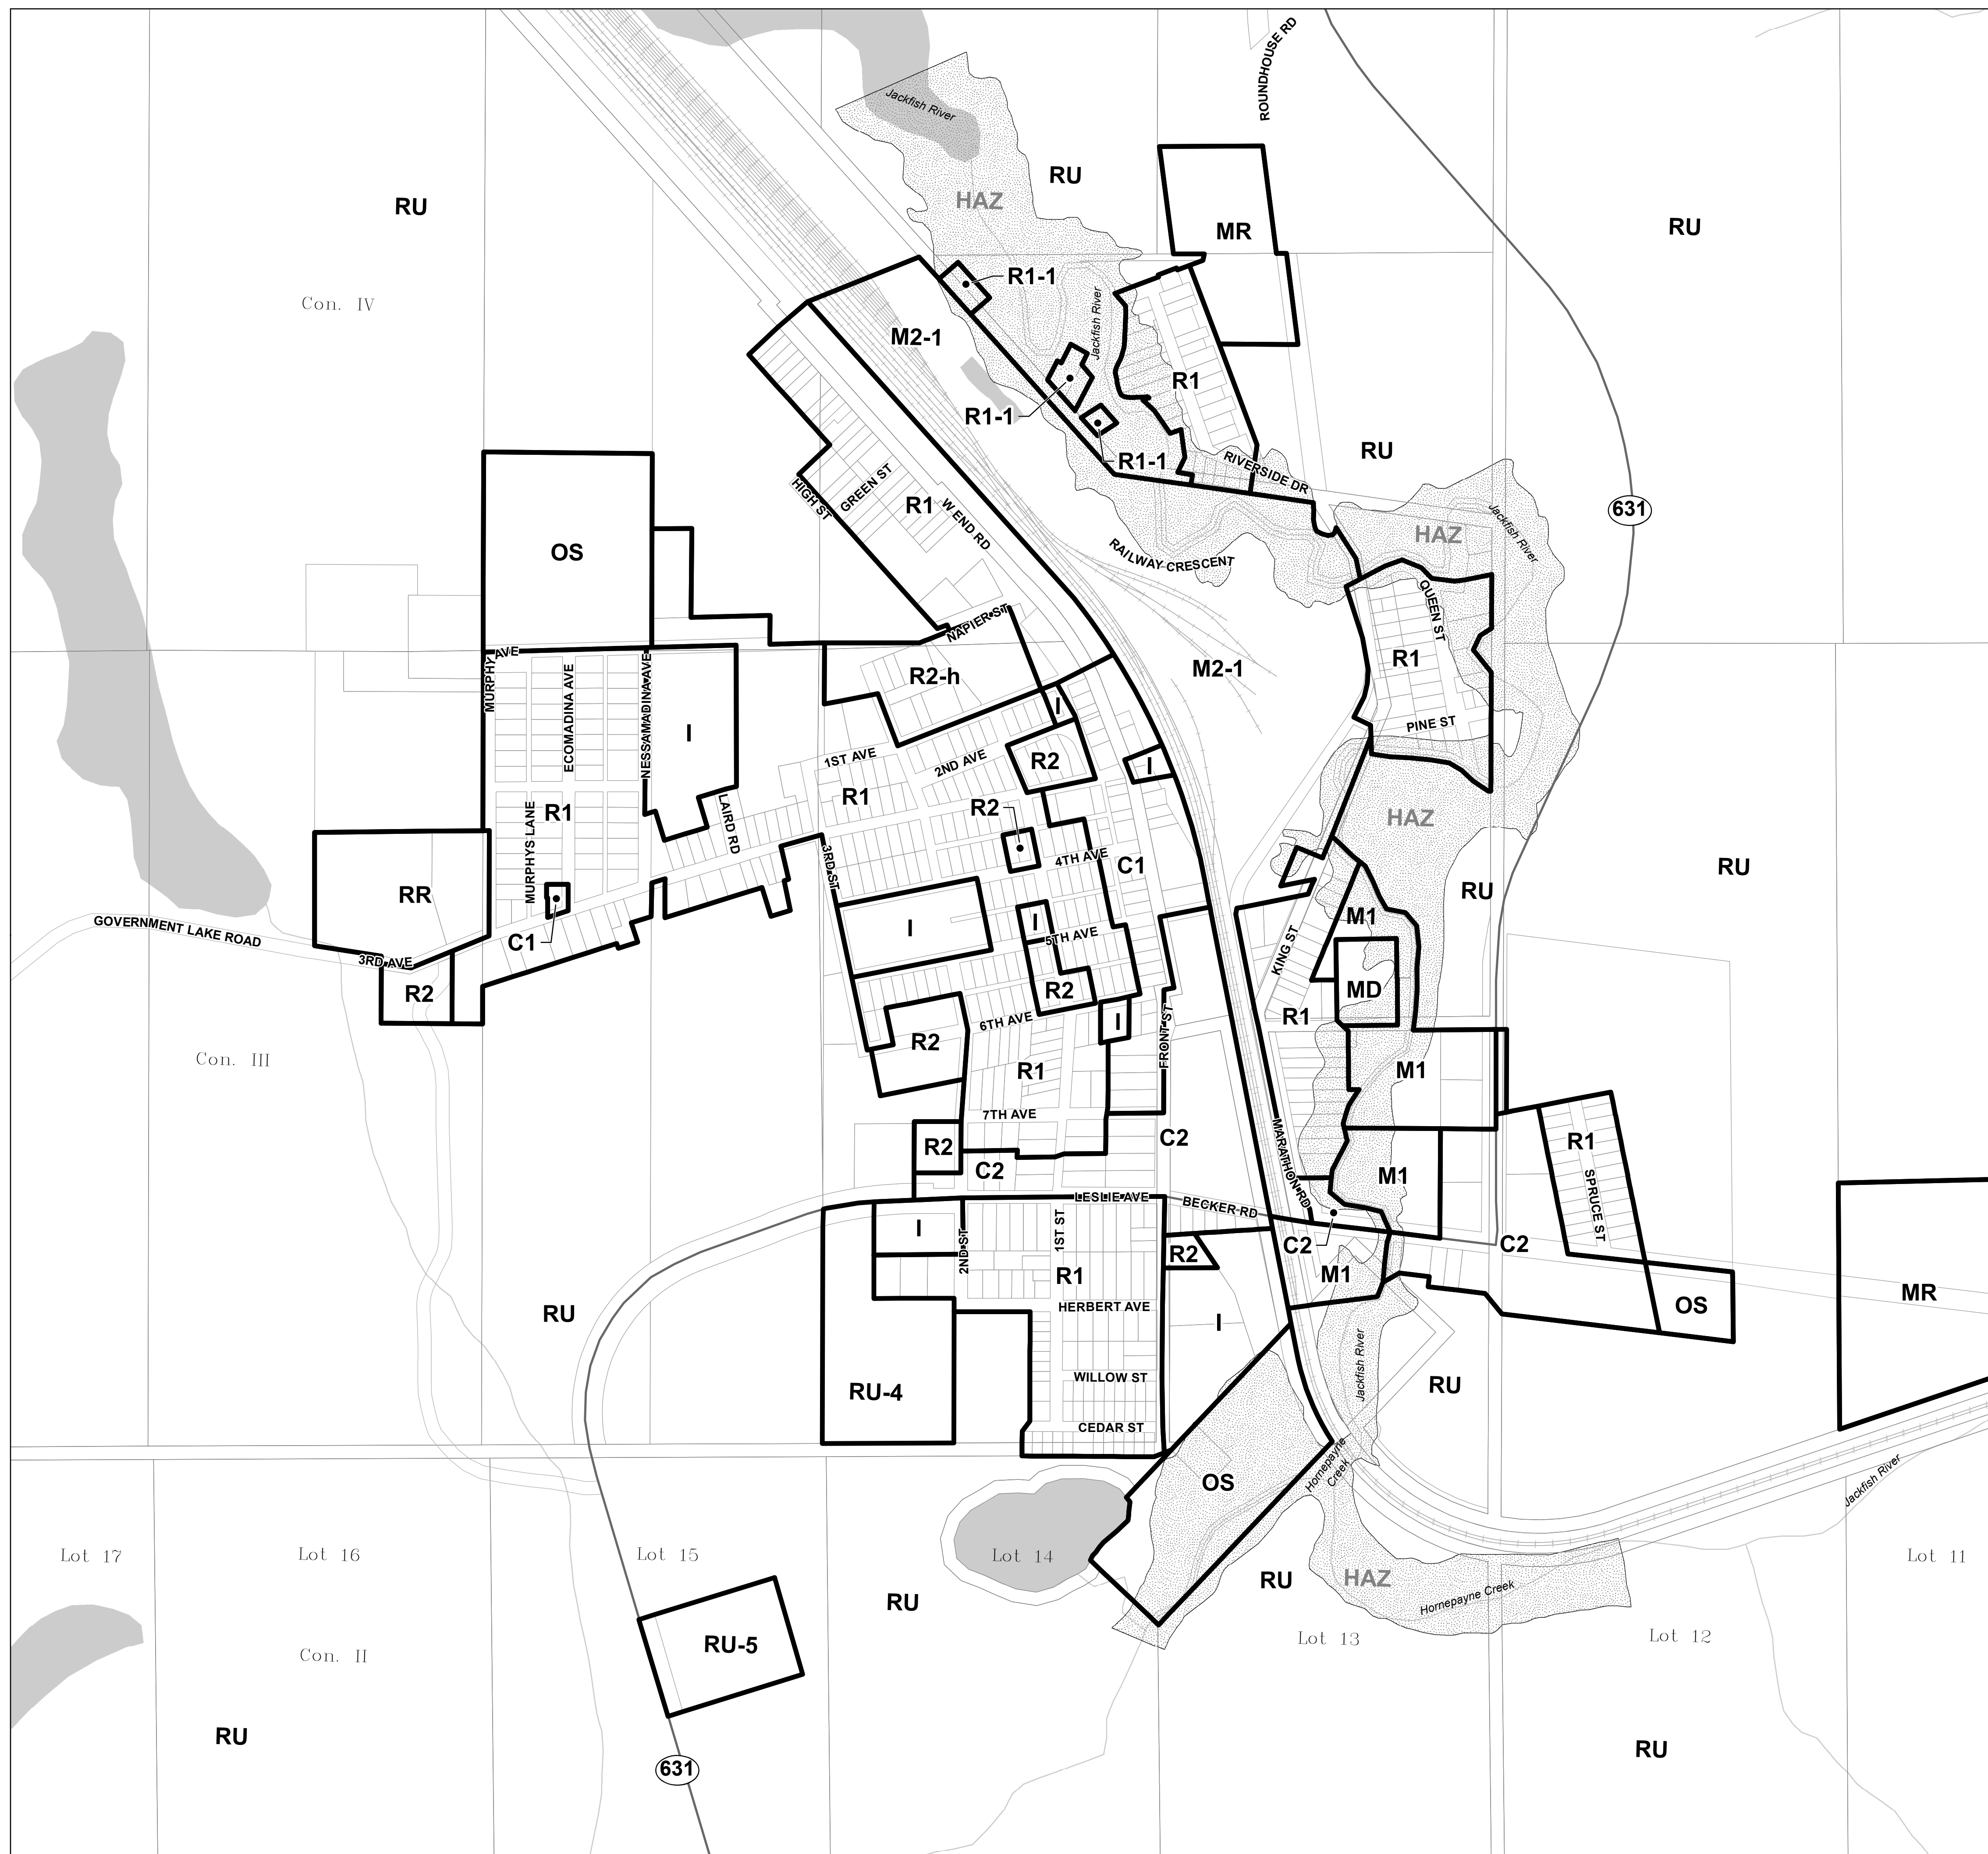 ROUNDHOUSE RD
Jackfish River
RU
HAZ
RU
RU
MR
R1-1
Con. IV
M2-1
Jackfish River
R1
R1-1
RU
R1-1
RIVERSIDE DR
GREEN ST
HIGH ST
R1
W END RD
631
Jackfish River
HAZ
OS
RAILWAY CRESCENT
QUEEN ST
NAPIER ST
MURPHY AVE
R1
M2-1
R2-h
ECOMADINA AVE
NESSAMADINA AVE
I
I
PINE ST
1ST AVE
2ND AVE
R2
I
R1
R1
R2
MURPHYS LANE
LAIRD RD
HAZ
3RD ST
4TH AVE
C1
RU
RR
RU
C1
GOVERNMENT LAKE ROAD
3RD AVE
I
I
5TH AVE
M1
KING ST
R2
R2
MD
R1
6TH AVE
I
FRONT ST
R2
Con. III
R1
M1
7TH AVE
R2
C2
C2
MARATHON RD
M1
R1
SPRUCE ST
LESLIE AVE
BECKER RD
I
2ND ST
1ST ST
R2
C2
C2
R1
M1
MR
OS
HERBERT AVE
RU
I
Jackfish River
WILLOW ST
RU-4
RU
CEDAR ST
Hornepayne
Creek
OS
Jackfish River
Lot 17
Lot 16
Lot 15
Lot 14
Lot 11
RU
HAZ
Hornepayne Creek
RU
Lot 13
Lot 12
RU-5
Con. II
RU
RU
631